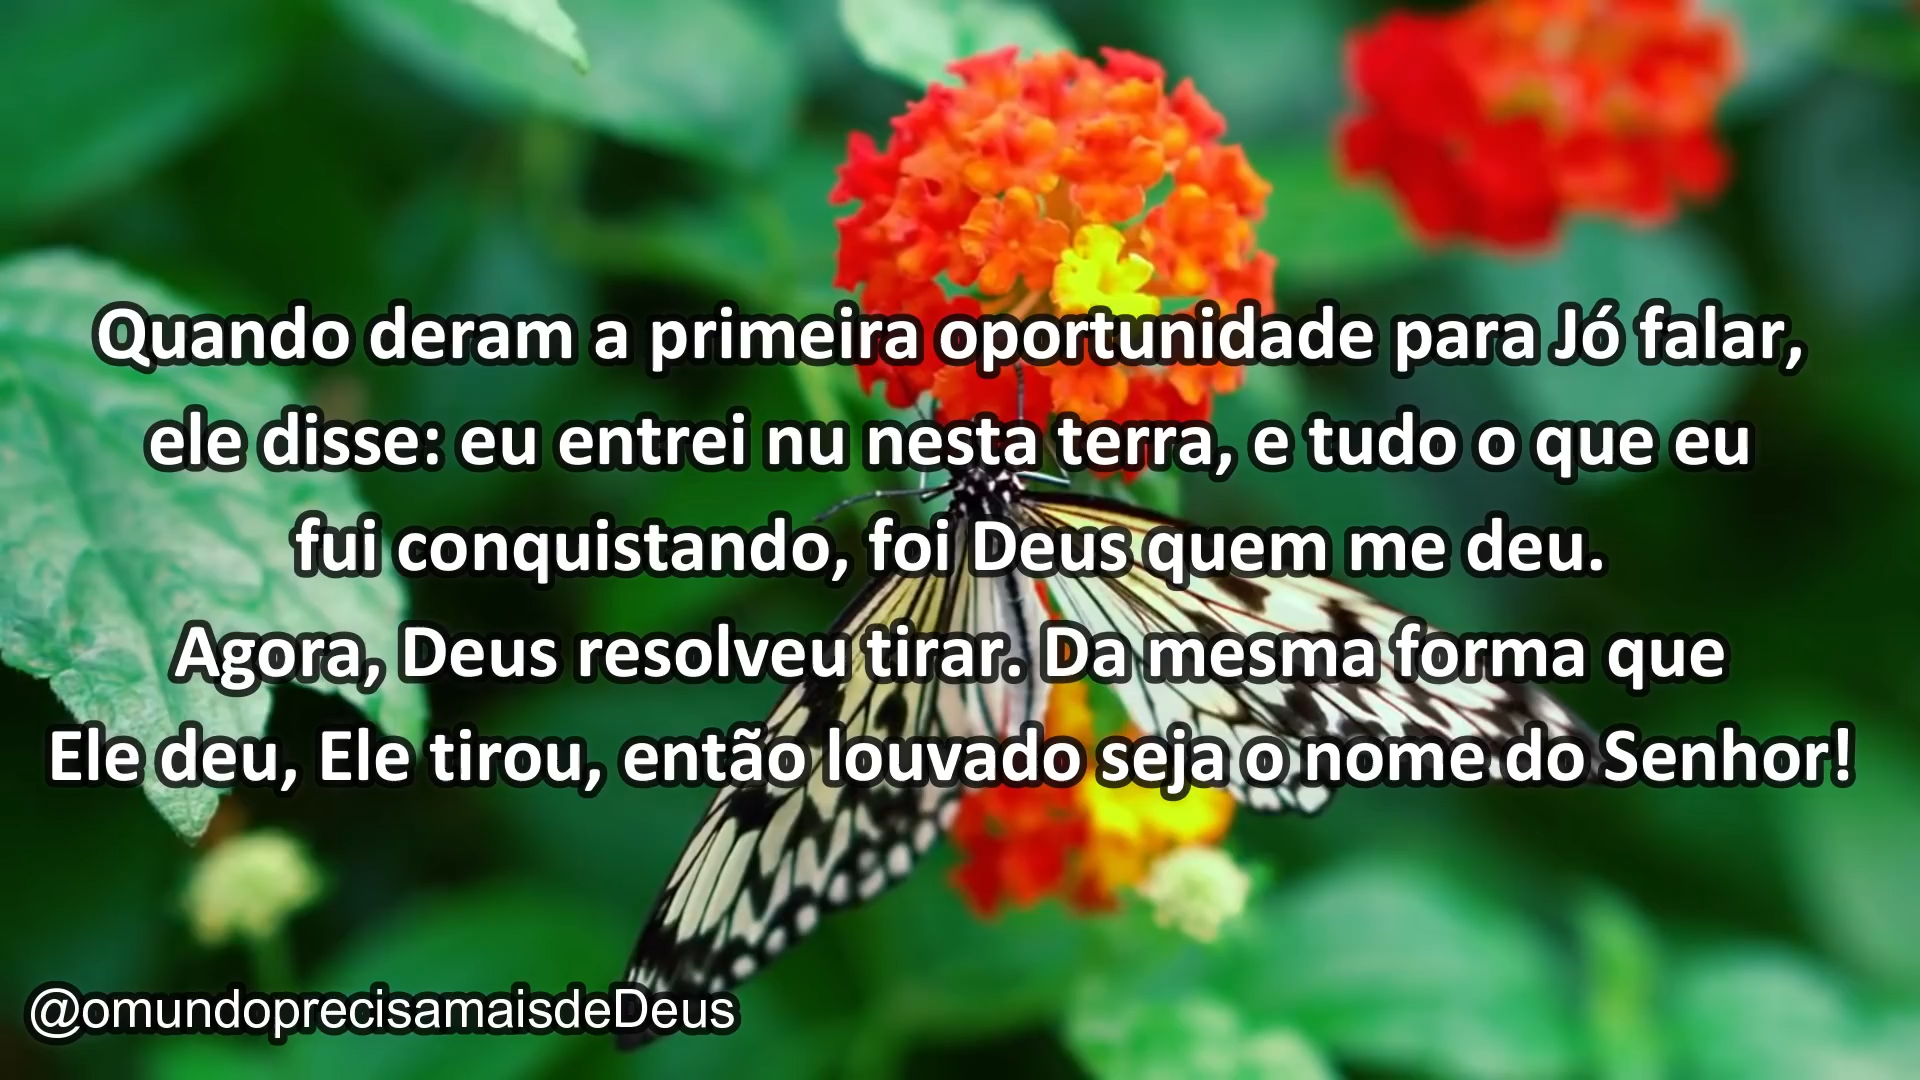 Quando deram a primeira oportunidade para Jó falar,
ele disse: eu entrei nu nesta terra, e tudo o que eu
fui conquistando, foi Deus quem me deu.
Agora, Deus resolveu tirar. Da mesma forma que
Ele deu, Ele tirou, então louvado seja o nome do Senhor!
@omundoprecisamaisdeDeus